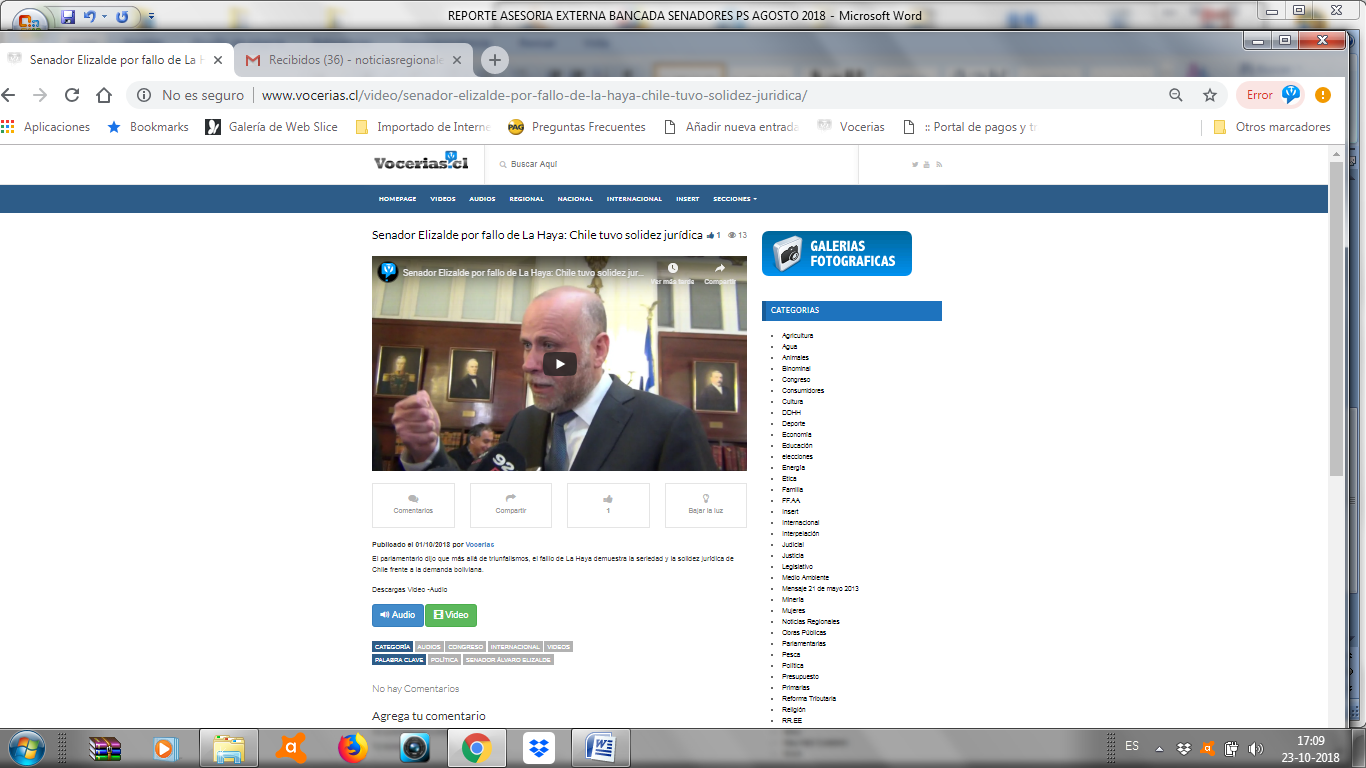 REPORTE ASESORIA EXTERNA BANCADA SENADORES PS AGOSTO 2018 - Microsoft Word
Senador Elizalde por fallo de La H
Recibidos (36) - noticiasregionale
No es seguro | www.vocerias.cl/video/senador-elizalde-por-fallo-de-la-haya-chile-tuvo-solidez-juridica/
Error
Aplicaciones Bookmarks Galería de Web Slice Importado de Interne Preguntas Frecuentes Añadir nueva entrada Vocerias :: Portal de pagos y tr Otros marcadores
Vocerias.cl
Buscar Aquí
HOMEPAGE VIDEOS AUDIOS REGIONAL NACIONAL INTERNACIONAL INSERT SECCIONES
Senador Elizalde por fallo de La Haya: Chile tuvo solidez jurídica 1 13
Senador Elizalde por fallo de La Haya: Chile tuvo solidez jur...
Ver más tarde Compartir
92
Comentarios
Compartir
1
Bajar la luz
Publicado el 01/10/2018 por Vocerias
El parlamentario dijo que más allá de triunfalismos, el fallo de La Haya demuestra la seriedad y la solidez jurídica de
Chile frente a la demanda boliviana.
Descargas Video -Audio
Audio Video
CATEGORÍA AUDIOS CONGRESO INTERNACIONAL VIDEOS
PALABRA CLAVE POLÍTICA SENADOR ÁLVARO ELIZALDE
No hay Comentarios
Agrega tu comentario
GALERIAS
FOTOGRAFICAS
CATEGORIAS
Agricultura
Agua
Animales
Binominal
Congreso
Consumidores
Cultura
DDHH
Deporte
Economía
Educación
elecciones
Energía
Etica
Familia
FF.AA
Insert
Internacional
Interpelación
Judicial
Justicia
Legislativo
Medio Ambiente
Mensaje 21 de mayo 2013
Minería
Mujeres
Noticias Regionales
Obras Públicas
Parlamentarias
Pesca
Política
Presupuesto
Primarias
Reforma Tributaria
Religión
RR.EE
ES
17:09
23-10-2018